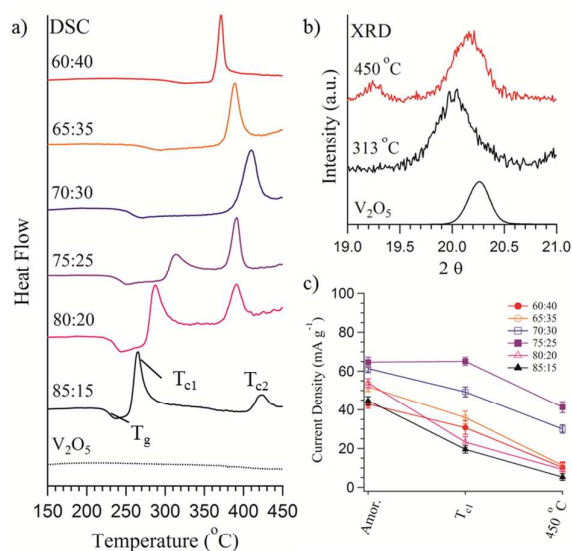 a)
DSC
60:40
65:35
70:30
75:25
80:20
85:15
T_c1
T_c2
T_g
V₂O₅
Heat Flow
150 200 250 300 350 400 450
Temperature (°C)
b)
XRD
450 °C
313 °C
V₂O₅
Intensity (a.u.)
19.0 19.5 20.0 20.5 21.0
2 θ
c)
100
80
60
40
20
0
Current Density (mA g⁻¹)
60:40
65:35
70:30
75:25
80:20
85:15
Amor.
T_c1
450 °C